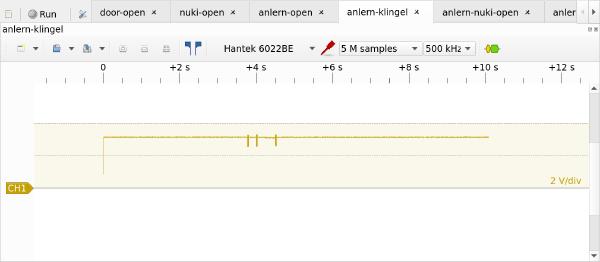 Run
door-open
nuki-open
anlern-open
anlern-klingel
anlern-nuki-open
anler
anlern-klingel
Hantek 6022BE
5 M samples
500 kHz
0
+2 s
+4 s
+6 s
+8 s
+10 s
+12 s
CH1
2 V/div